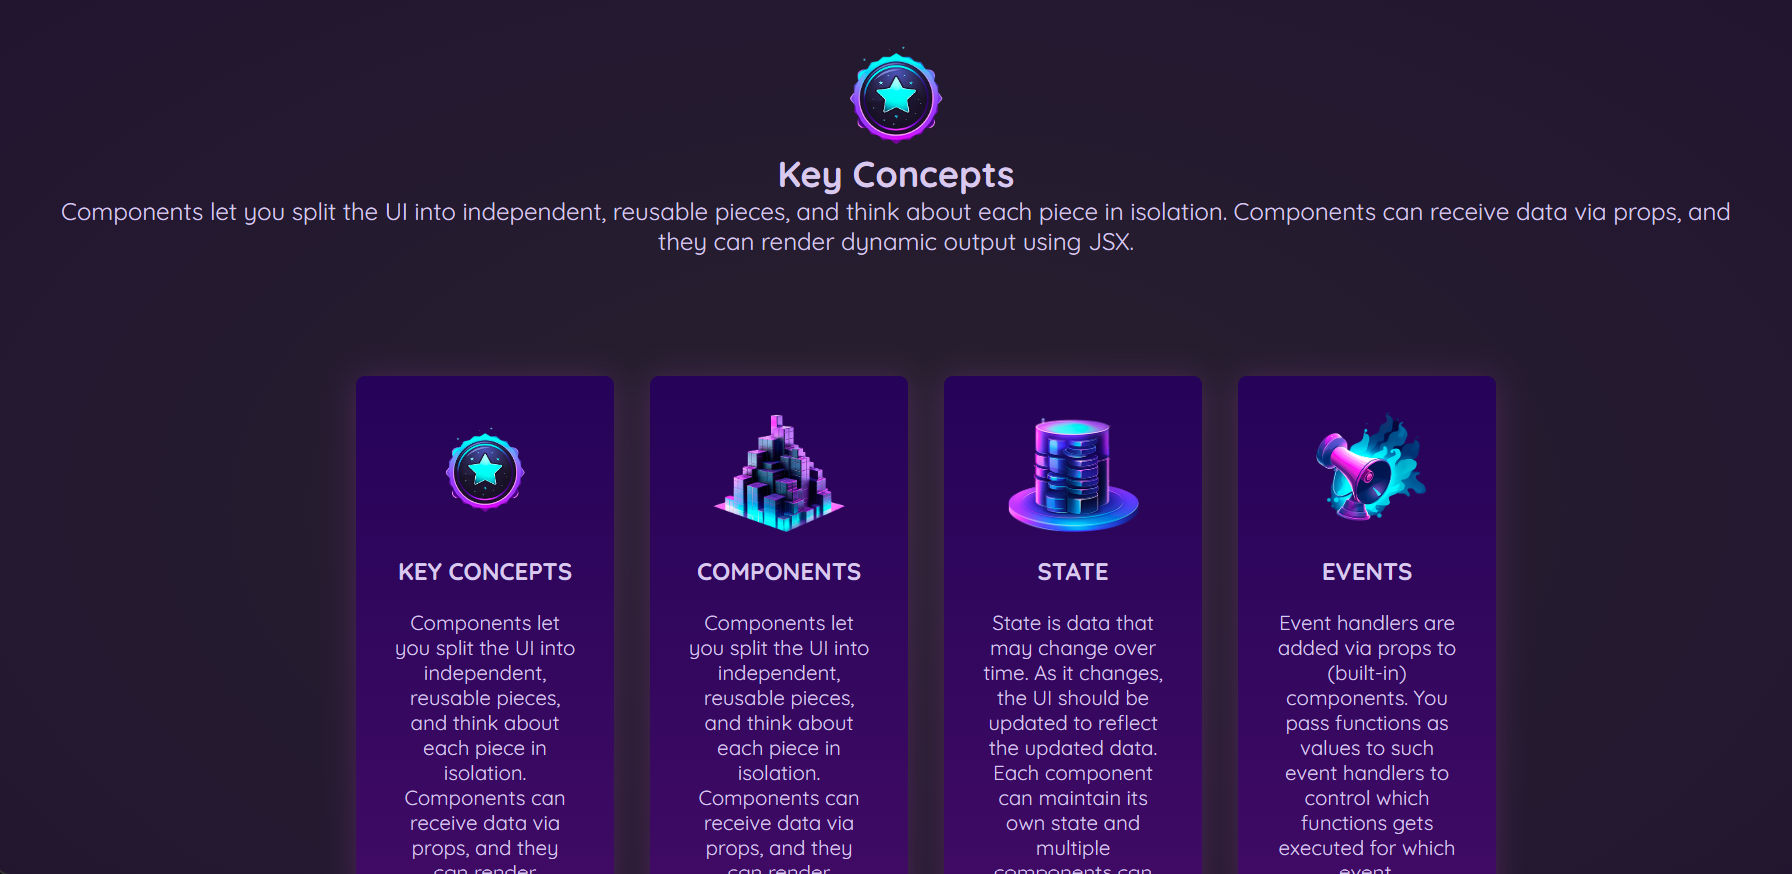 Key Concepts
Components let you split the UI into independent, reusable pieces, and think about each piece in isolation. Components can receive data via props, and
they can render dynamic output using JSX.
KEY CONCEPTS
Components let
you split the UI into
independent,
reusable pieces,
and think about
each piece in
isolation.
Components can
receive data via
props, and they
can render
COMPONENTS
Components let
you split the UI into
independent,
reusable pieces,
and think about
each piece in
isolation.
Components can
receive data via
props, and they
can render
STATE
State is data that
may change over
time. As it changes,
the UI should be
updated to reflect
the updated data.
Each component
can maintain its
own state and
multiple
components can
EVENTS
Event handlers are
added via props to
(built-in)
components. You
pass functions as
values to such
event handlers to
control which
functions gets
executed for which
event